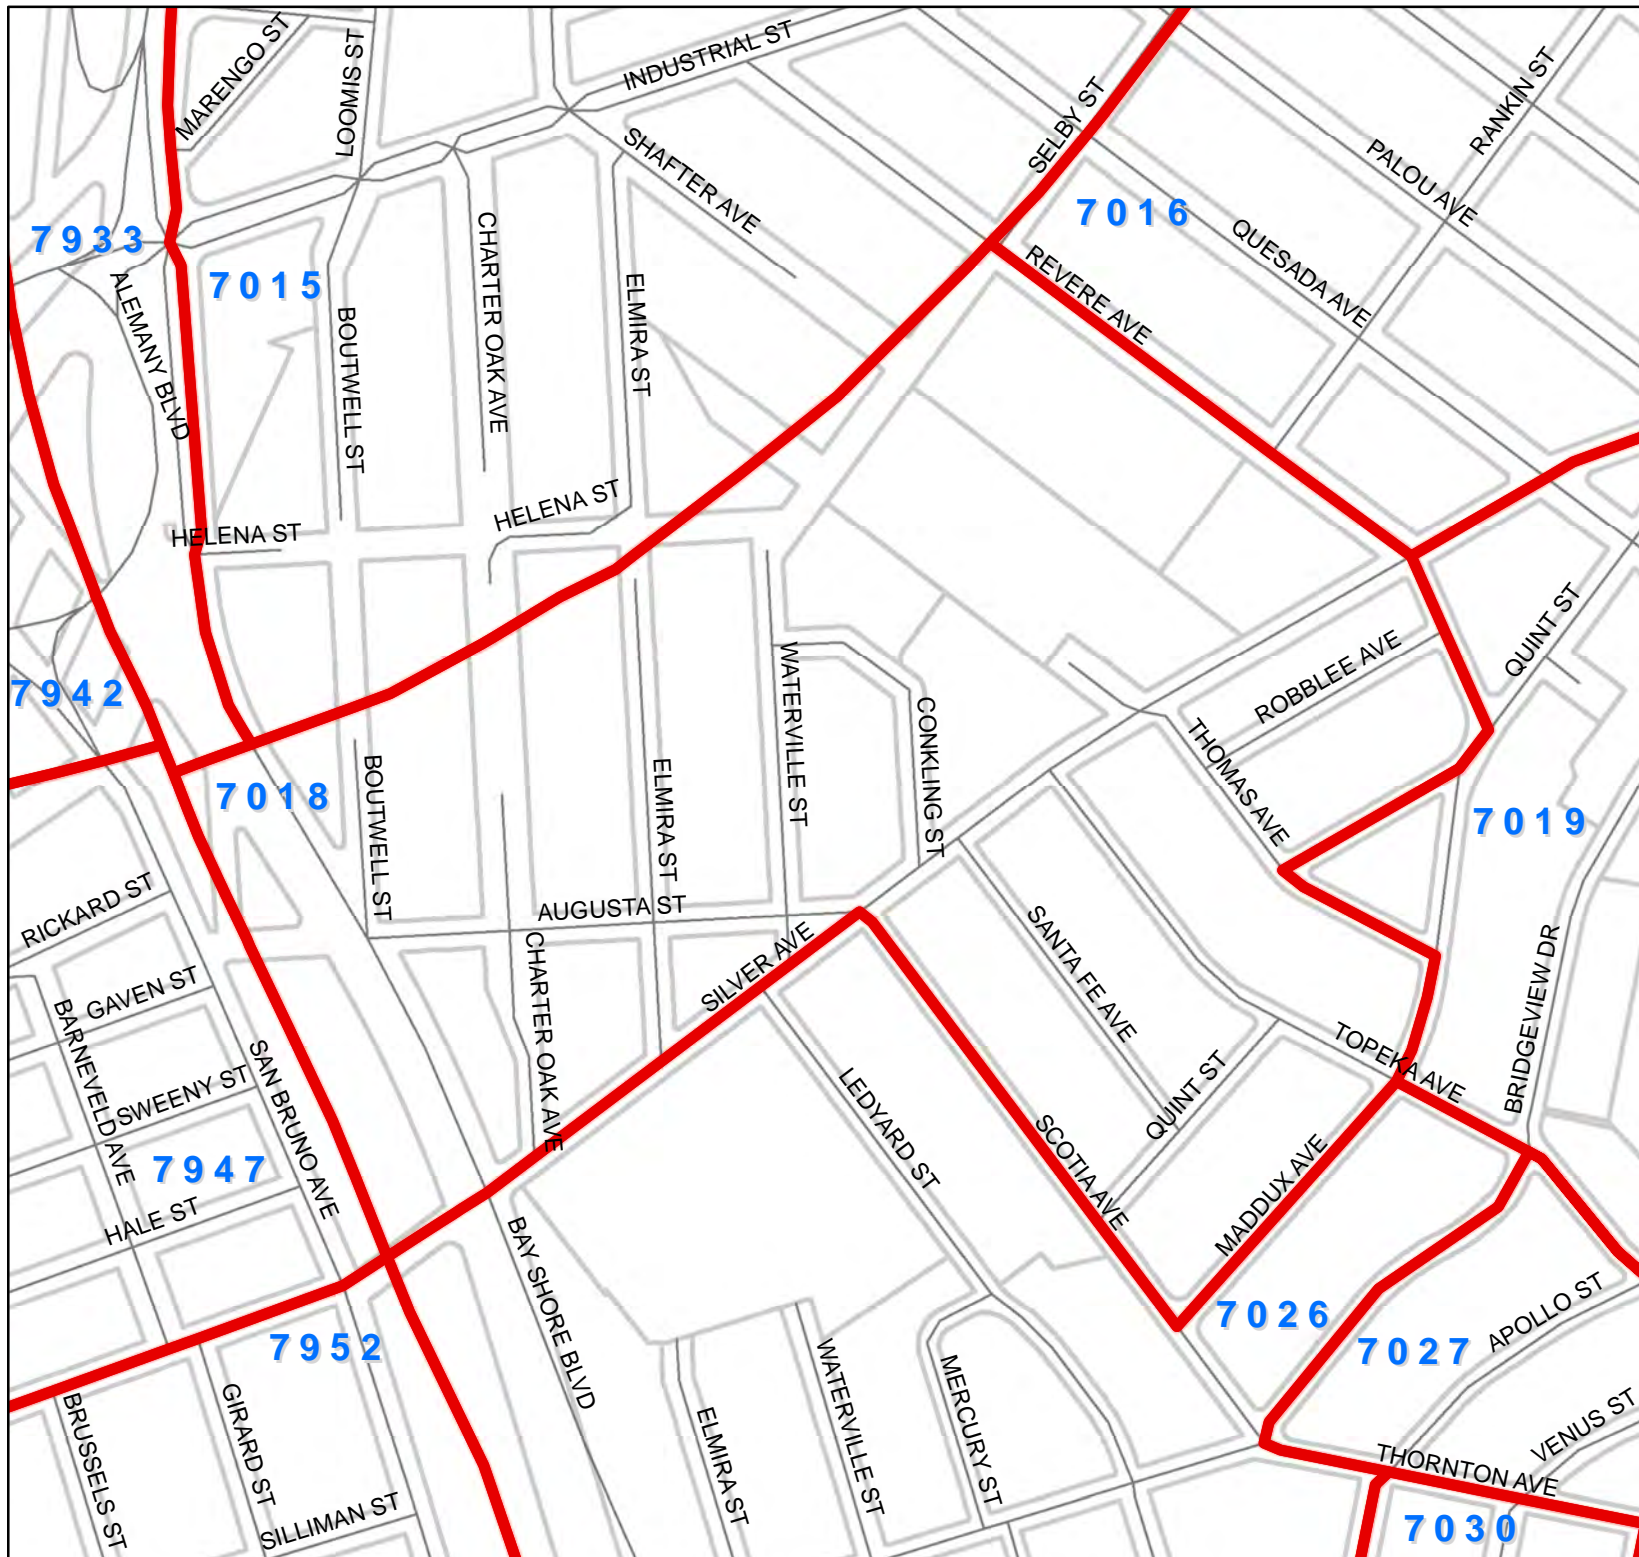 MARENGO ST
LOOMIS ST
INDUSTRIAL ST
SHAFTER AVE
SELBY ST
RANKIN ST
PALOU AVE
7016
QUESADA AVE
REVERE AVE
7933
7015
ALEMANY BLVD
BOUTWELL ST
CHARTER OAK AVE
ELMIRA ST
HELENA ST
HELENA ST
QUINT ST
ROBBLEE AVE
7942
WATERVILLE ST
CONKLING ST
THOMAS AVE
7018
BOUTWELL ST
ELMIRA ST
7019
RICKARD ST
AUGUSTA ST
SILVER AVE
SANTA FE AVE
BRIDGEVIEW DR
GAVEN ST
BARNEVELD AVE
CHARTER OAK AVE
SAN BRUNO AVE
SWEENY ST
LEDYARD ST
TOPEKA AVE
QUINT ST
SCOTIA AVE
MADDUX AVE
7947
HALE ST
BAY SHORE BLVD
7952
7026
7027
APOLLO ST
WATERVILLE ST
MERCURY ST
BRUSSELS ST
GIRARD ST
ELMIRA ST
VENUS ST
THORNTON AVE
SILLIMAN ST
7030